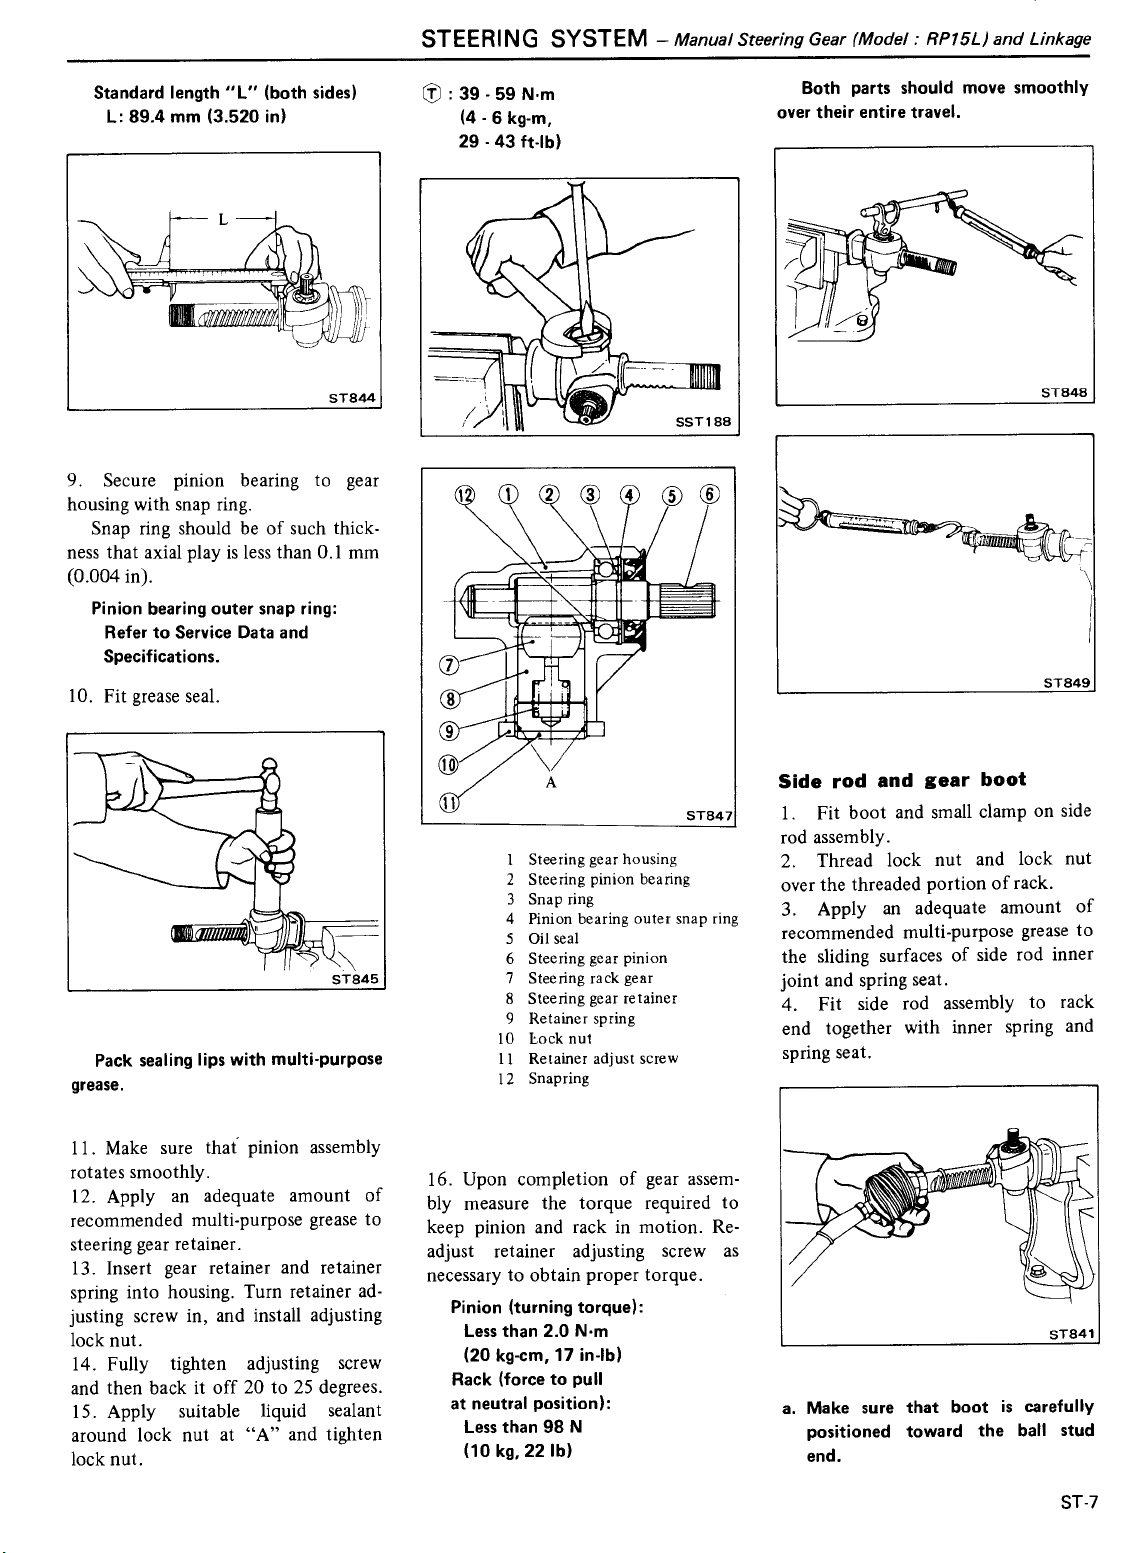 STEERING SYSTEM – Manual Steering Gear (Model : RP15L) and Linkage
Standard length "L" (both sides)
L: 89.4 mm (3.520 in)
L
ST844
9. Secure pinion bearing to gear
housing with snap ring.
Snap ring should be of such thick-
ness that axial play is less than 0.1 mm
(0.004 in).
Pinion bearing outer snap ring:
Refer to Service Data and
Specifications.
10. Fit grease seal.
ST845
Pack sealing lips with multi-purpose
grease.
11. Make sure that pinion assembly
rotates smoothly.
12. Apply an adequate amount of
recommended multi-purpose grease to
steering gear retainer.
13. Insert gear retainer and retainer
spring into housing. Turn retainer ad-
justing screw in, and install adjusting
lock nut.
14. Fully tighten adjusting screw
and then back it off 20 to 25 degrees.
15. Apply suitable liquid sealant
around lock nut at "A" and tighten
lock nut.
Ⓣ : 39 - 59 N·m
(4 - 6 kg-m,
29 - 43 ft-lb)
SST188
⑫ ① ② ③ ④ ⑤ ⑥
⑦
⑧
⑨
⑩
⑪
A
ST847
1 Steering gear housing
2 Steering pinion bearing
3 Snap ring
4 Pinion bearing outer snap ring
5 Oil seal
6 Steering gear pinion
7 Steering rack gear
8 Steering gear retainer
9 Retainer spring
10 Lock nut
11 Retainer adjust screw
12 Snapring
16. Upon completion of gear assem-
bly measure the torque required to
keep pinion and rack in motion. Re-
adjust retainer adjusting screw as
necessary to obtain proper torque.
Pinion (turning torque):
Less than 2.0 N·m
(20 kg-cm, 17 in-lb)
Rack (force to pull
at neutral position):
Less than 98 N
(10 kg, 22 lb)
Both parts should move smoothly
over their entire travel.
ST848
ST849
Side rod and gear boot
1. Fit boot and small clamp on side
rod assembly.
2. Thread lock nut and lock nut
over the threaded portion of rack.
3. Apply an adequate amount of
recommended multi-purpose grease to
the sliding surfaces of side rod inner
joint and spring seat.
4. Fit side rod assembly to rack
end together with inner spring and
spring seat.
ST841
a. Make sure that boot is carefully
positioned toward the ball stud
end.
ST-7